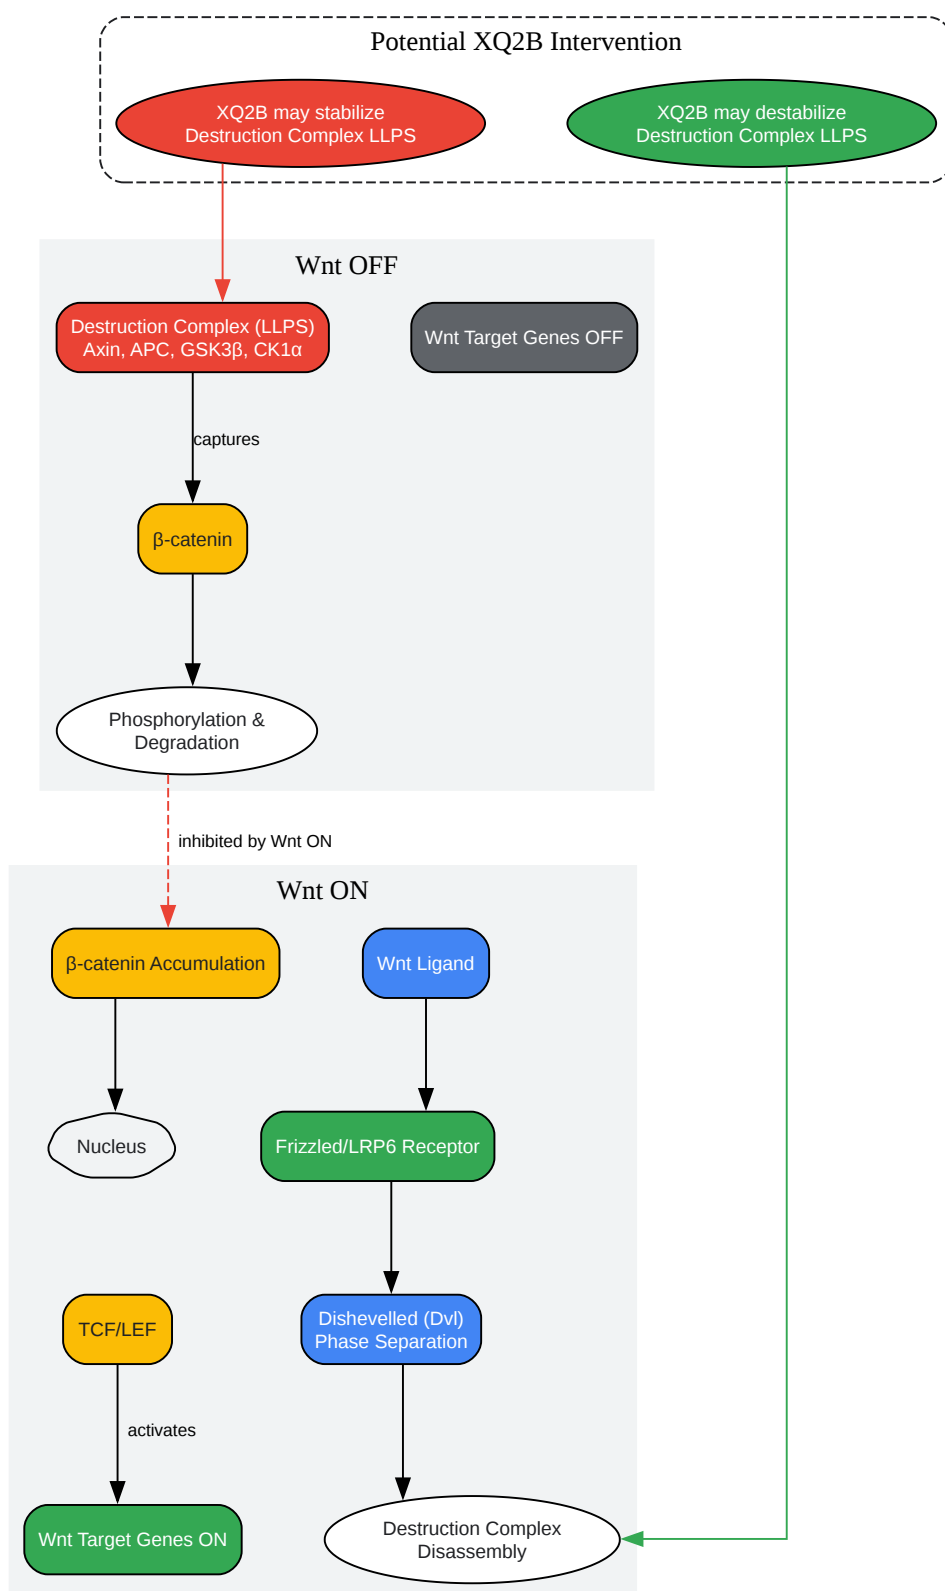 Potential XQ2B Intervention
XQ2B may stabilize
Destruction Complex LLPS
XQ2B may destabilize
Destruction Complex LLPS
Wnt OFF
Destruction Complex (LLPS)
Axin, APC, GSK3β, CK1α
Wnt Target Genes OFF
captures
β-catenin
Phosphorylation &
Degradation
inhibited by Wnt ON
Wnt ON
β-catenin Accumulation
Wnt Ligand
Nucleus
Frizzled/LRP6 Receptor
TCF/LEF
Dishevelled (Dvl)
Phase Separation
activates
Wnt Target Genes ON
Destruction Complex
Disassembly